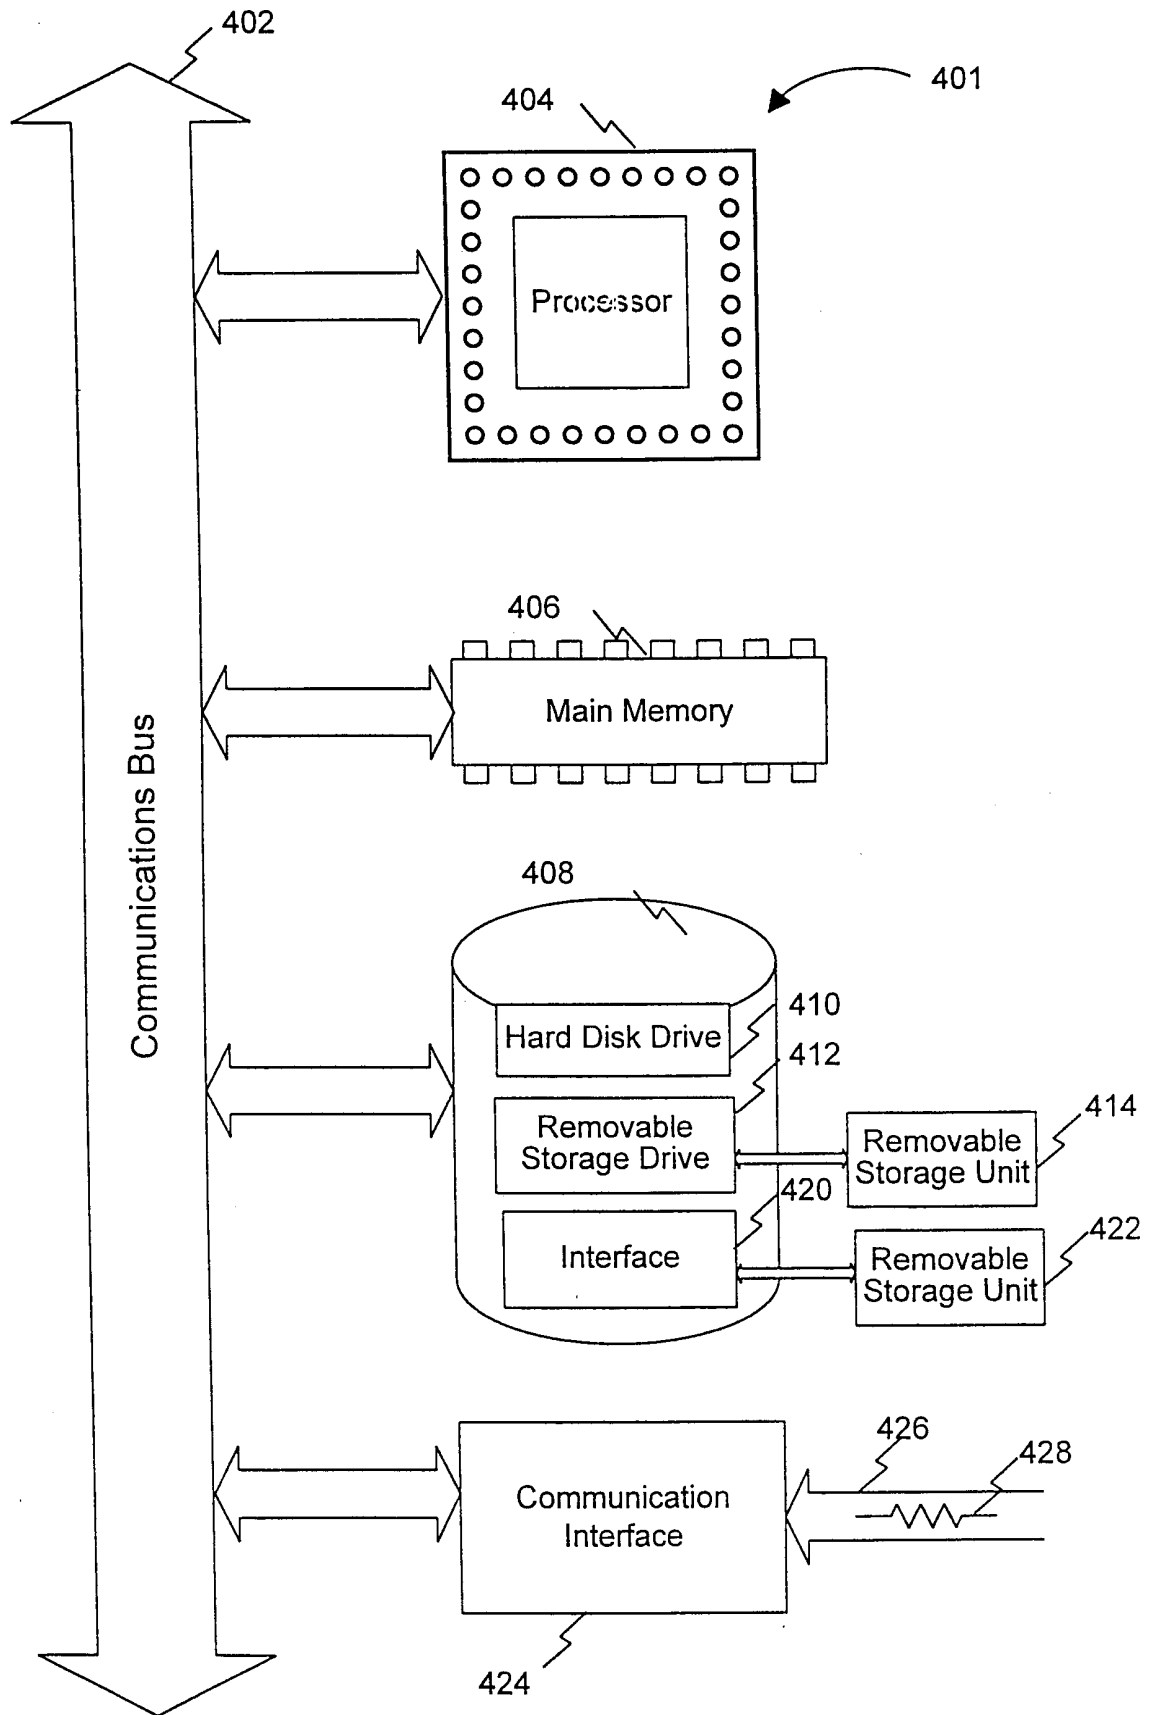 402
401
404
Processor
406
Main Memory
Communications Bus
408
410
Hard Disk Drive
412
Removable
Storage Drive
414
Removable
Storage Unit
420
Interface
422
Removable
Storage Unit
426
428
Communication
Interface
424